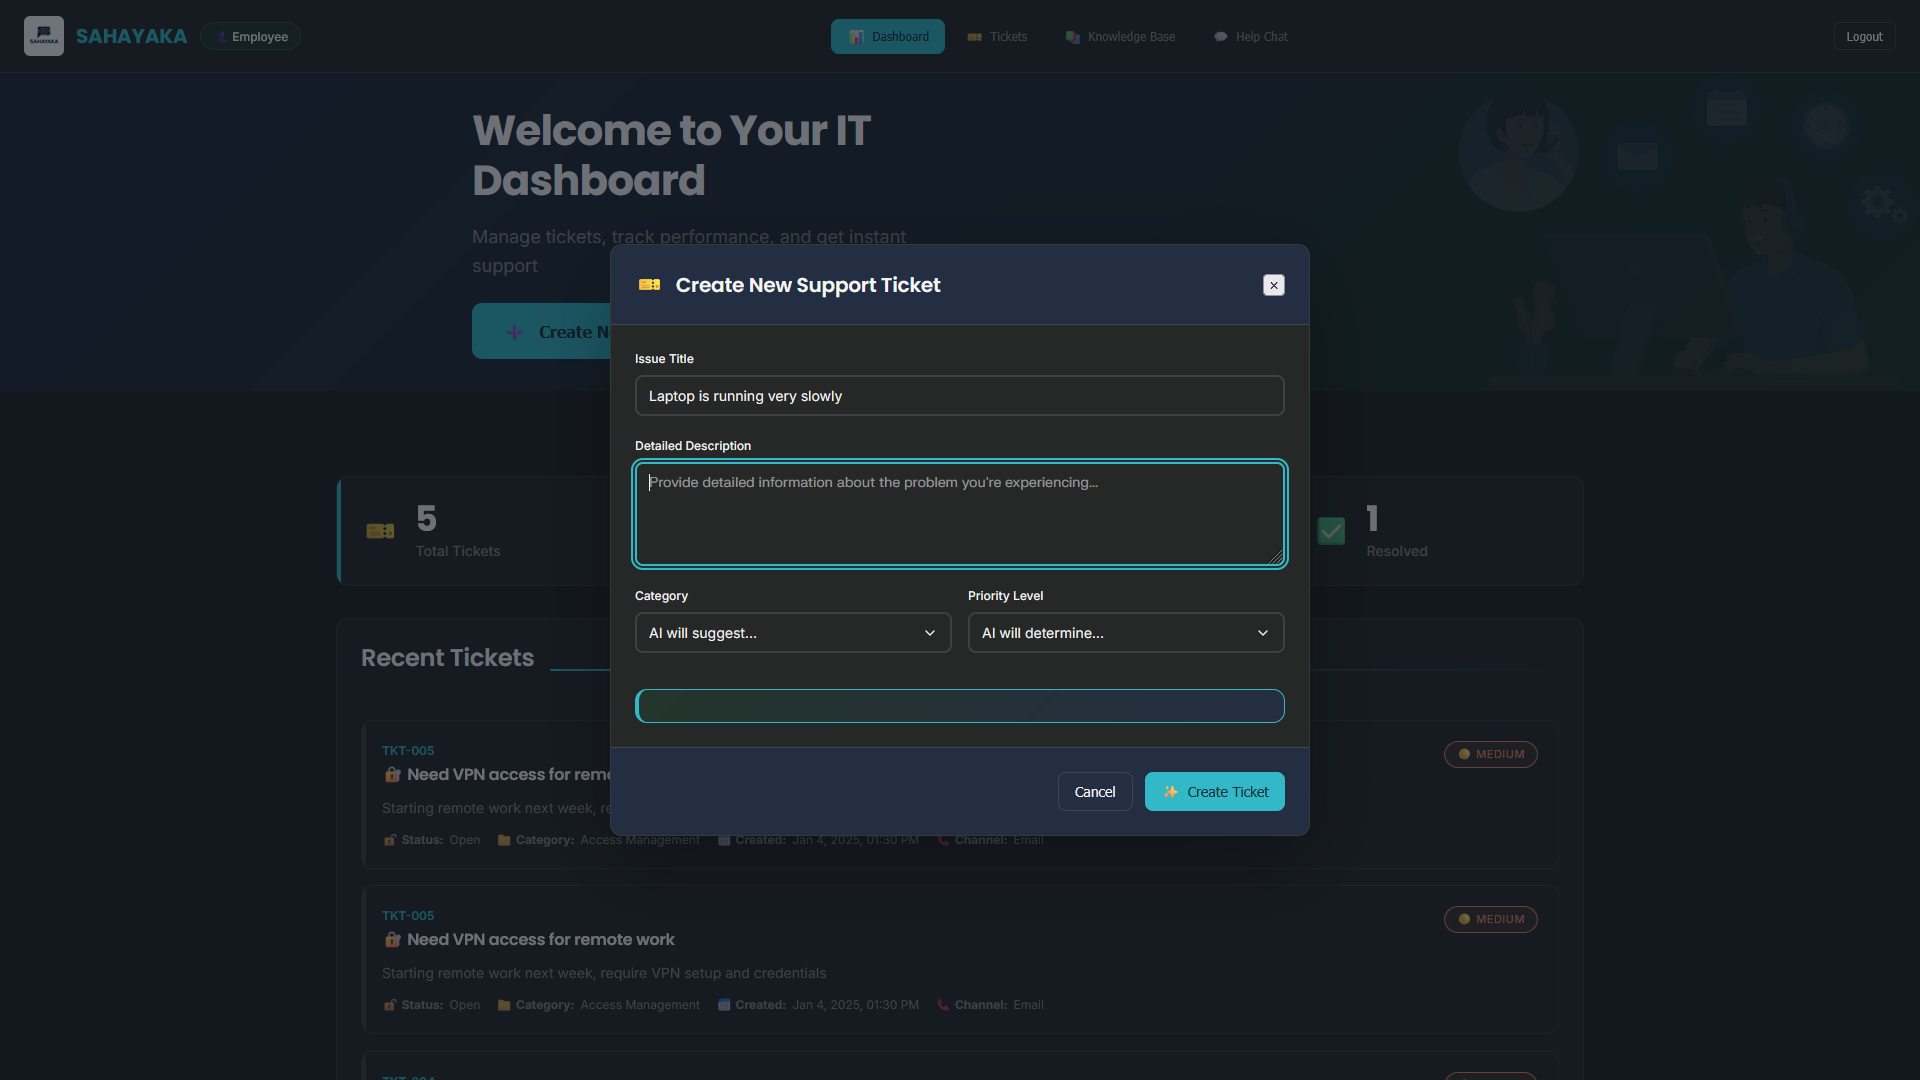 SAHAYAKA
SAHAYAKA
Employee
Dashboard
Tickets
Knowledge Base
Help Chat
Logout
Welcome to Your IT
Dashboard
Manage tickets, track performance, and get instant
support
Create N
Create New Support Ticket
×
Issue Title
Laptop is running very slowly
Detailed Description
Provide detailed information about the problem you're experiencing...
Category
Priority Level
AI will suggest...
AI will determine...
Cancel
Create Ticket
5
Total Tickets
1
Resolved
Recent Tickets
TKT-005
MEDIUM
Need VPN access for remo
Starting remote work next week, re
Status: Open Category: Access Management Created: Jan 4, 2025, 01:30 PM Channel: Email
TKT-005
MEDIUM
Need VPN access for remote work
Starting remote work next week, require VPN setup and credentials
Status: Open Category: Access Management Created: Jan 4, 2025, 01:30 PM Channel: Email